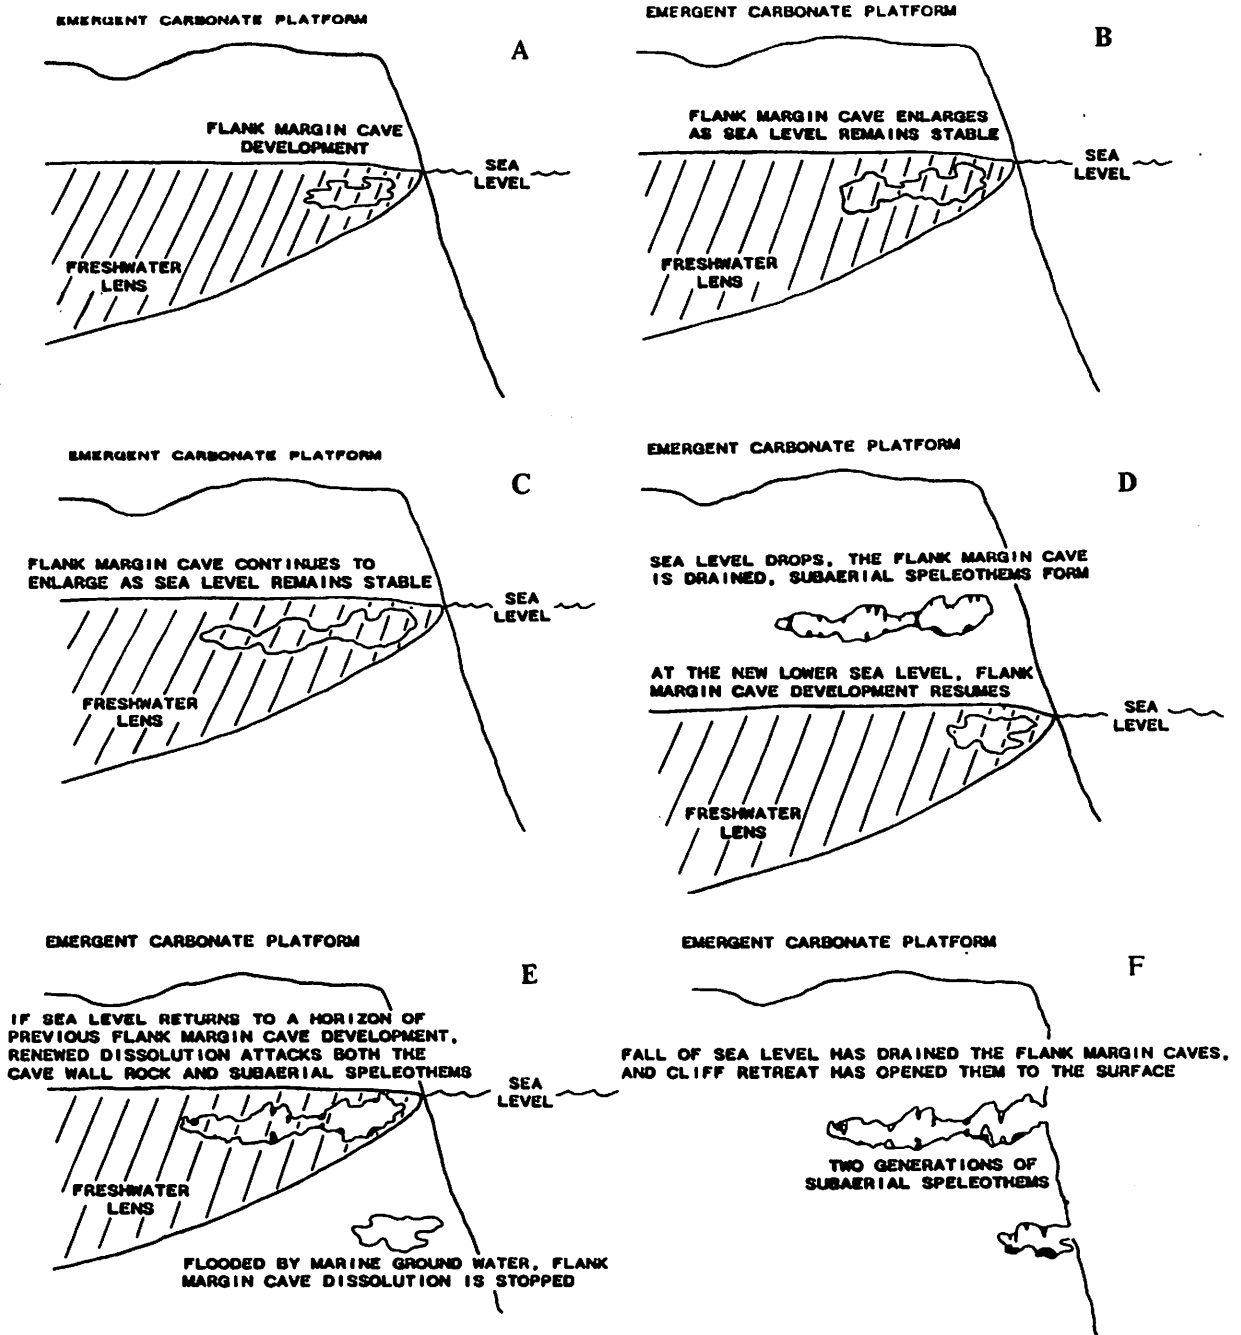 EMERGENT CARBONATE PLATFORM
A
FLANK MARGIN CAVE
DEVELOPMENT
SEA
LEVEL
FRESHWATER
LENS
EMERGENT CARBONATE PLATFORM
B
FLANK MARGIN CAVE ENLARGES
AS SEA LEVEL REMAINS STABLE
SEA
LEVEL
FRESHWATER
LENS
EMERGENT CARBONATE PLATFORM
C
FLANK MARGIN CAVE CONTINUES TO
ENLARGE AS SEA LEVEL REMAINS STABLE
SEA
LEVEL
FRESHWATER
LENS
EMERGENT CARBONATE PLATFORM
D
SEA LEVEL DROPS, THE FLANK MARGIN CAVE
IS DRAINED, SUBAERIAL SPELEOTHEMS FORM
AT THE NEW LOWER SEA LEVEL, FLANK
MARGIN CAVE DEVELOPMENT RESUMES
SEA
LEVEL
FRESHWATER
LENS
EMERGENT CARBONATE PLATFORM
E
IF SEA LEVEL RETURNS TO A HORIZON OF
PREVIOUS FLANK MARGIN CAVE DEVELOPMENT,
RENEWED DISSOLUTION ATTACKS BOTH THE
CAVE WALL ROCK AND SUBAERIAL SPELEOTHEMS
SEA
LEVEL
FRESHWATER
LENS
FLOODED BY MARINE GROUND WATER, FLANK
MARGIN CAVE DISSOLUTION IS STOPPED
EMERGENT CARBONATE PLATFORM
F
FALL OF SEA LEVEL HAS DRAINED THE FLANK MARGIN CAVES,
AND CLIFF RETREAT HAS OPENED THEM TO THE SURFACE
TWO GENERATIONS OF
SUBAERIAL SPELEOTHEMS